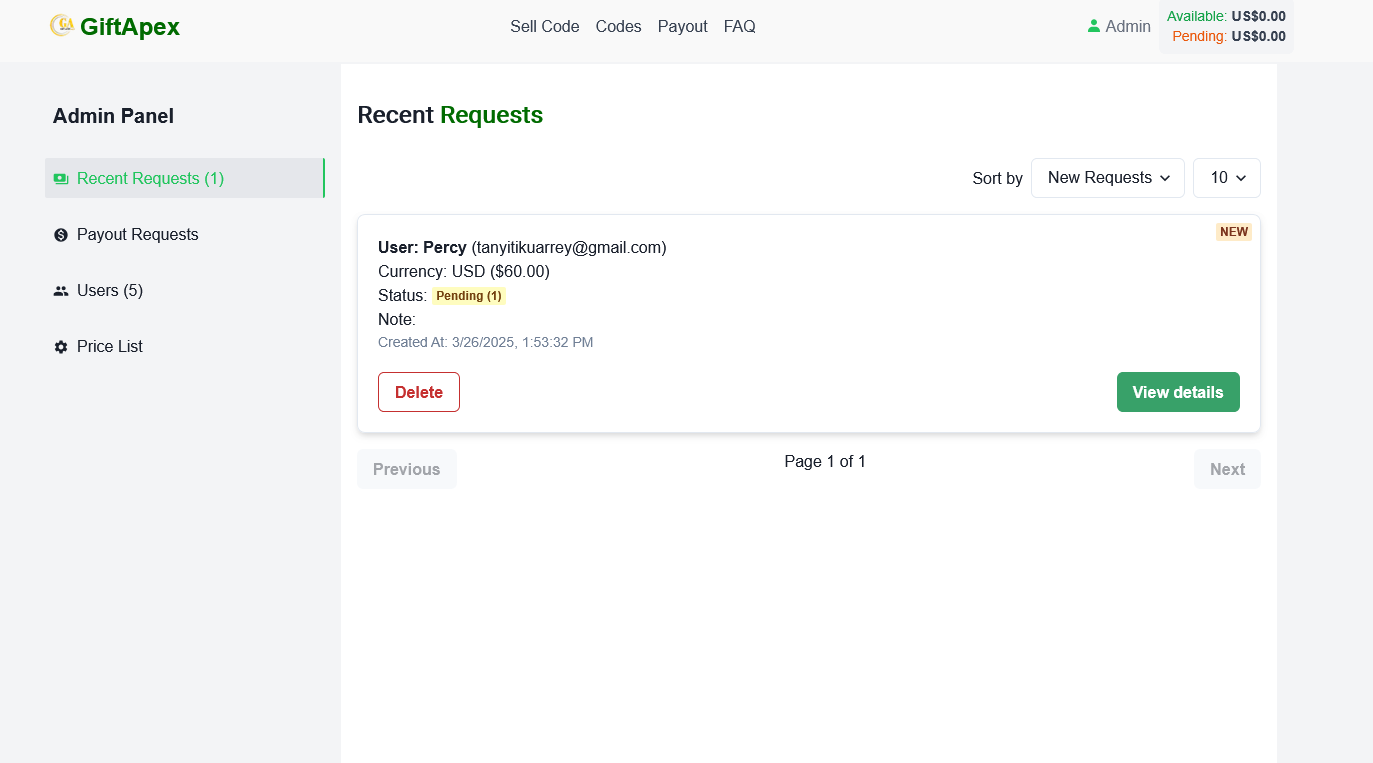 GiftApex
Sell Code Codes Payout FAQ
Admin
Available: US$0.00
Pending: US$0.00
Admin Panel
Recent Requests (1)
Payout Requests
Users (5)
Price List
Recent Requests
Sort by New Requests 10
NEW
User: Percy (tanyitikuarrey@gmail.com)
Currency: USD ($60.00)
Status: Pending (1)
Note:
Created At: 3/26/2025, 1:53:32 PM
Delete View details
Previous Page 1 of 1 Next